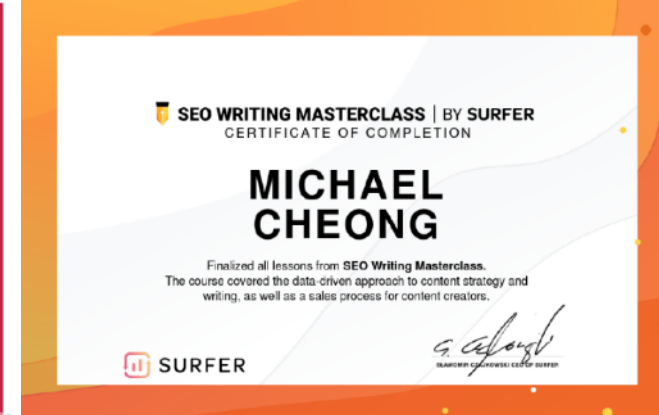 SEO WRITING MASTERCLASS | BY SURFER
CERTIFICATE OF COMPLETION
MICHAEL
CHEONG
Finalized all lessons from SEO Writing Masterclass.
The course covered the data-driven approach to content strategy and
writing, as well as a sales process for content creators.
SURFER
CEO OF SURFER